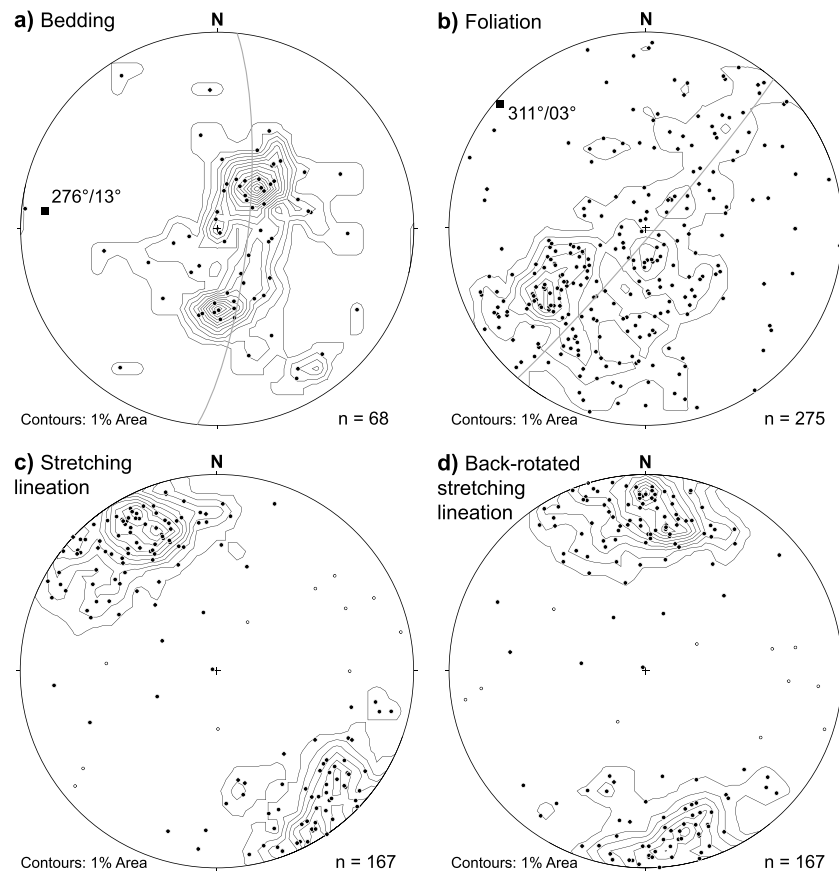 a) Bedding
N
276°/13°
Contours: 1% Area
n = 68
b) Foliation
N
311°/03°
Contours: 1% Area
n = 275
c) Stretching
lineation
N
Contours: 1% Area
n = 167
d) Back-rotated
stretching
lineation
N
Contours: 1% Area
n = 167